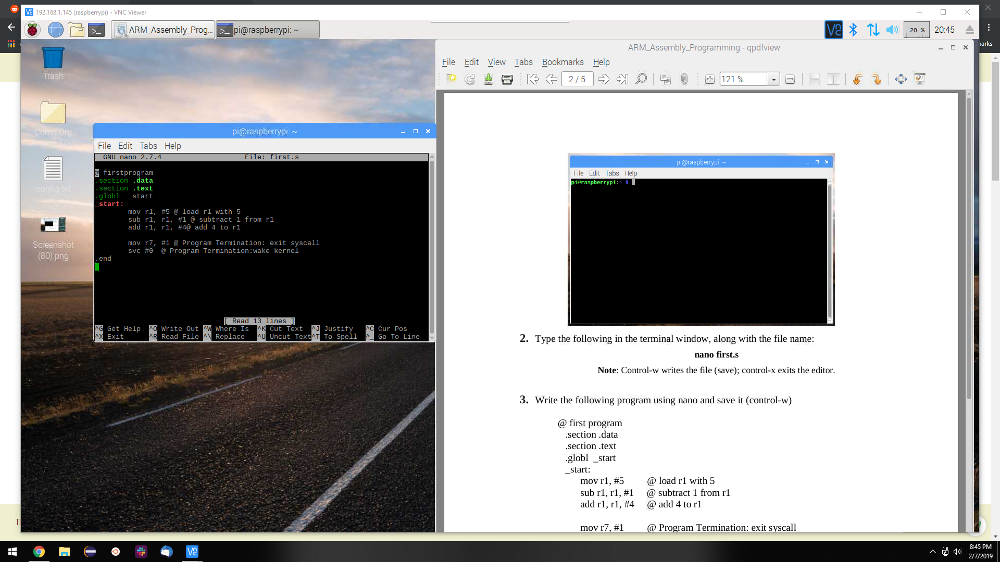 192.168.1.145 (raspberrypi) - VNC Viewer
ARM_Assembly_Prog...
pi@raspberrypi: ~
20 %
20:45
arks
Trash
Comp Org
config.txt
Screenshot
(80).png
pi@raspberrypi: ~
File Edit Tabs Help
GNU nano 2.7.4 File: first.s
@ firstprogram
.section .data
.section .text
.globl _start
_start:
mov r1, #5 @ load r1 with 5
sub r1, r1, #1 @ subtract 1 from r1
add r1, r1, #4@ add 4 to r1
mov r7, #1 @ Program Termination: exit syscall
svc #0 @ Program Termination:wake kernel
.end
[ Read 13 lines ]
^G Get Help ^O Write Out ^W Where Is ^K Cut Text ^J Justify ^C Cur Pos
^X Exit ^R Read File ^\ Replace ^U Uncut Text^T To Spell ^_ Go To Line
ARM_Assembly_Programming - qpdfview
File Edit View Tabs Bookmarks Help
2 / 5
121 %
pi@raspberrypi: ~
File Edit Tabs Help
pi@raspberrypi:~ $
2. Type the following in the terminal window, along with the file name:
nano first.s
Note: Control-w writes the file (save); control-x exits the editor.
3. Write the following program using nano and save it (control-w)
@ first program
.section .data
.section .text
.globl _start
_start:
mov r1, #5 @ load r1 with 5
sub r1, r1, #1 @ subtract 1 from r1
add r1, r1, #4 @ add 4 to r1
mov r7, #1 @ Program Termination: exit syscall
8:45 PM
2/7/2019